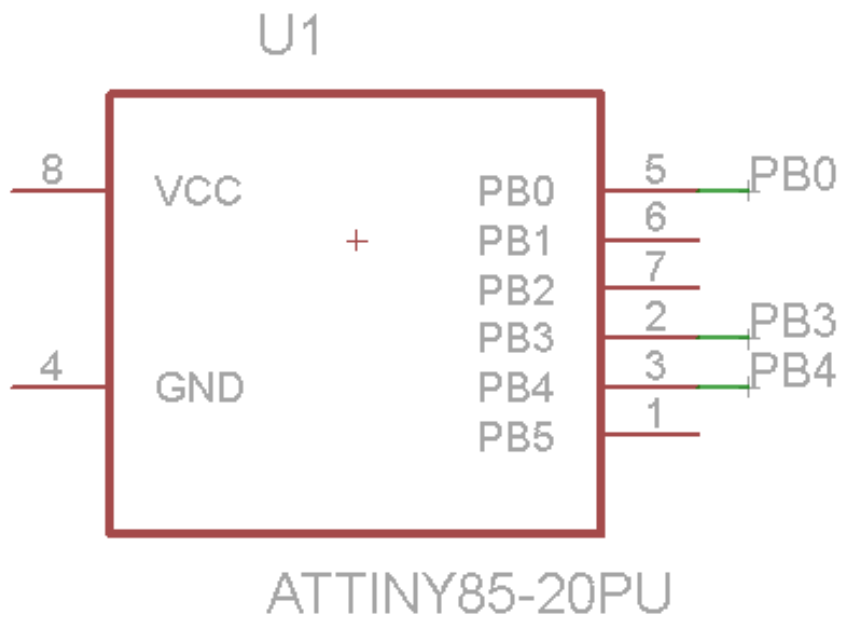 U1
8 VCC PB0 5 PB0
PB1 6
PB2 7
PB3 2 PB3
4 GND PB4 3 PB4
PB5 1
ATTINY85-20PU